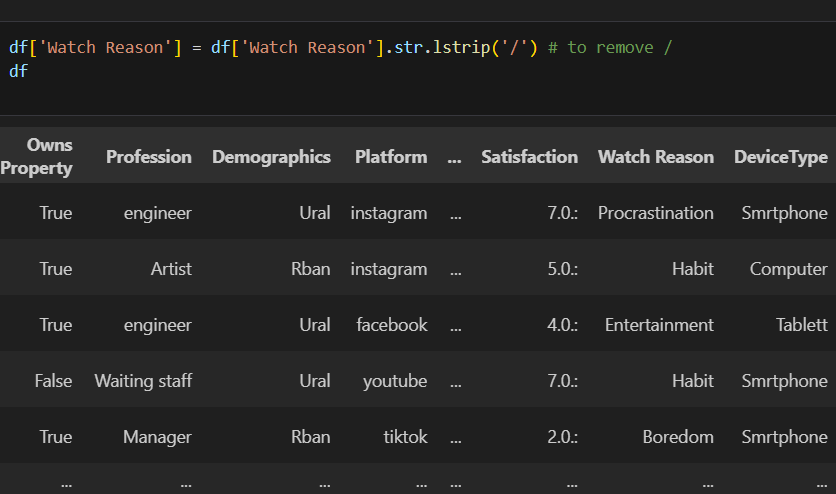 df['Watch Reason'] = df['Watch Reason'].str.lstrip('/') # to remove /
df
Owns Property Profession Demographics Platform ... Satisfaction Watch Reason DeviceType
True engineer Ural instagram ... 7.0.: Procrastination Smrtphone
True Artist Rban instagram ... 5.0.: Habit Computer
True engineer Ural facebook ... 4.0.: Entertainment Tablett
False Waiting staff Ural youtube ... 7.0.: Habit Smrtphone
True Manager Rban tiktok ... 2.0.: Boredom Smrtphone
... ... ... ... ... ... ... ...